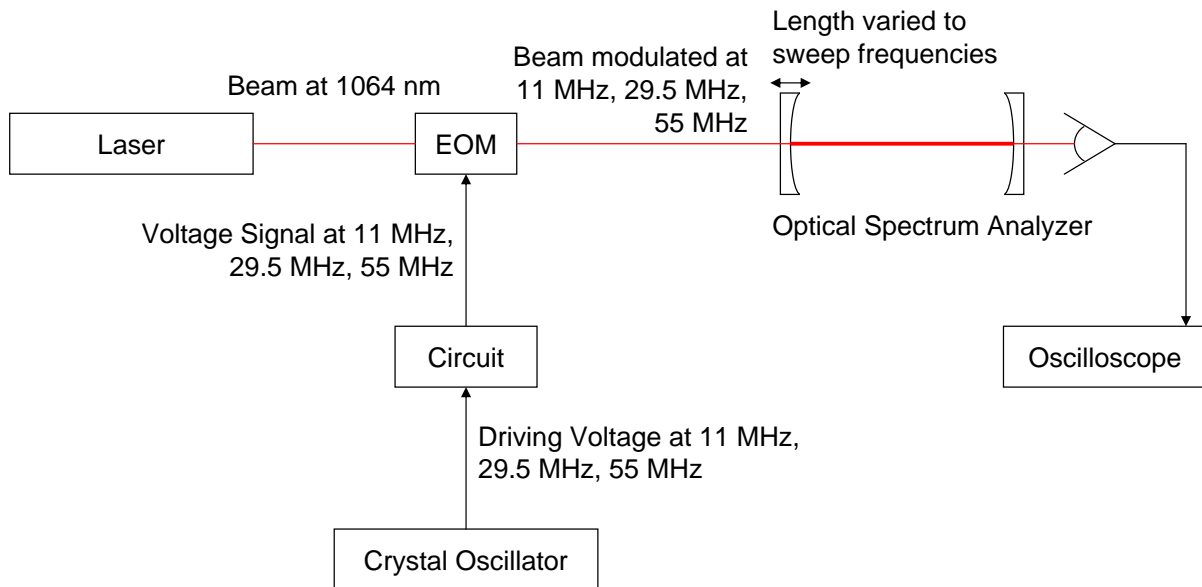 Length varied to
sweep frequencies
Beam modulated at
11 MHz, 29.5 MHz,
55 MHz
Beam at 1064 nm
Laser
EOM
Optical Spectrum Analyzer
Voltage Signal at 11 MHz,
29.5 MHz, 55 MHz
Circuit
Oscilloscope
Driving Voltage at 11 MHz,
29.5 MHz, 55 MHz
Crystal Oscillator